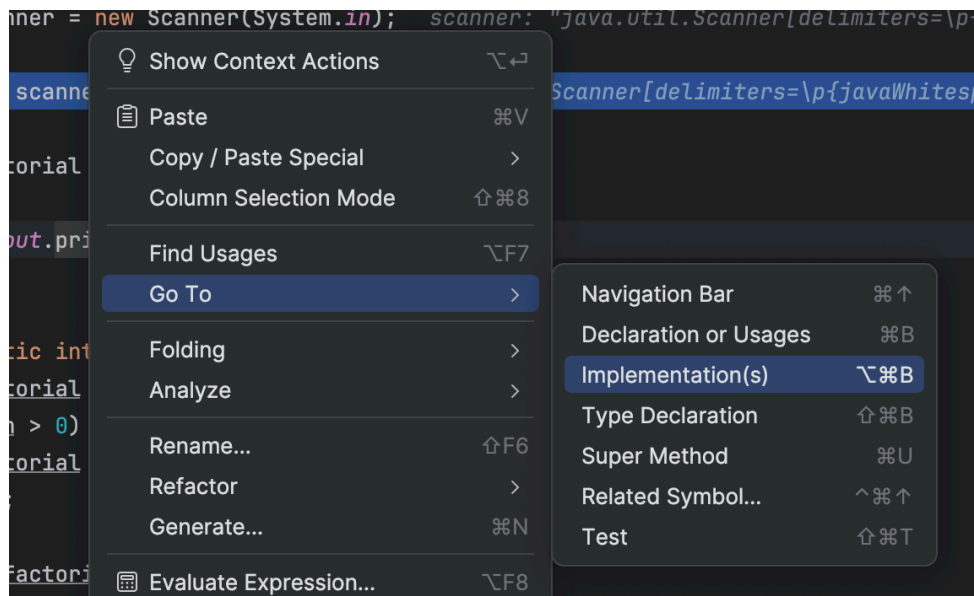 nner = new Scanner(System.in);   scanner: "java.util.Scanner[delimiters=\p{
Show Context Actions ⌥↩
scanne Scanner[delimiters=\p{javaWhitesp
Paste ⌘V
Copy / Paste Special >
torial
Column Selection Mode ⇧⌘8
out.pri
Find Usages ⌥F7
Go To >
Navigation Bar ⌘↑
Declaration or Usages ⌘B
tic int
Folding >
Implementation(s) ⌥⌘B
torial
Analyze >
Type Declaration ⇧⌘B
> 0)
Rename... ⇧F6
Super Method ⌘U
torial
Refactor >
Related Symbol... ^⌘↑
;
Generate... ⌘N
Test ⇧⌘T
factori
Evaluate Expression... ⌥F8